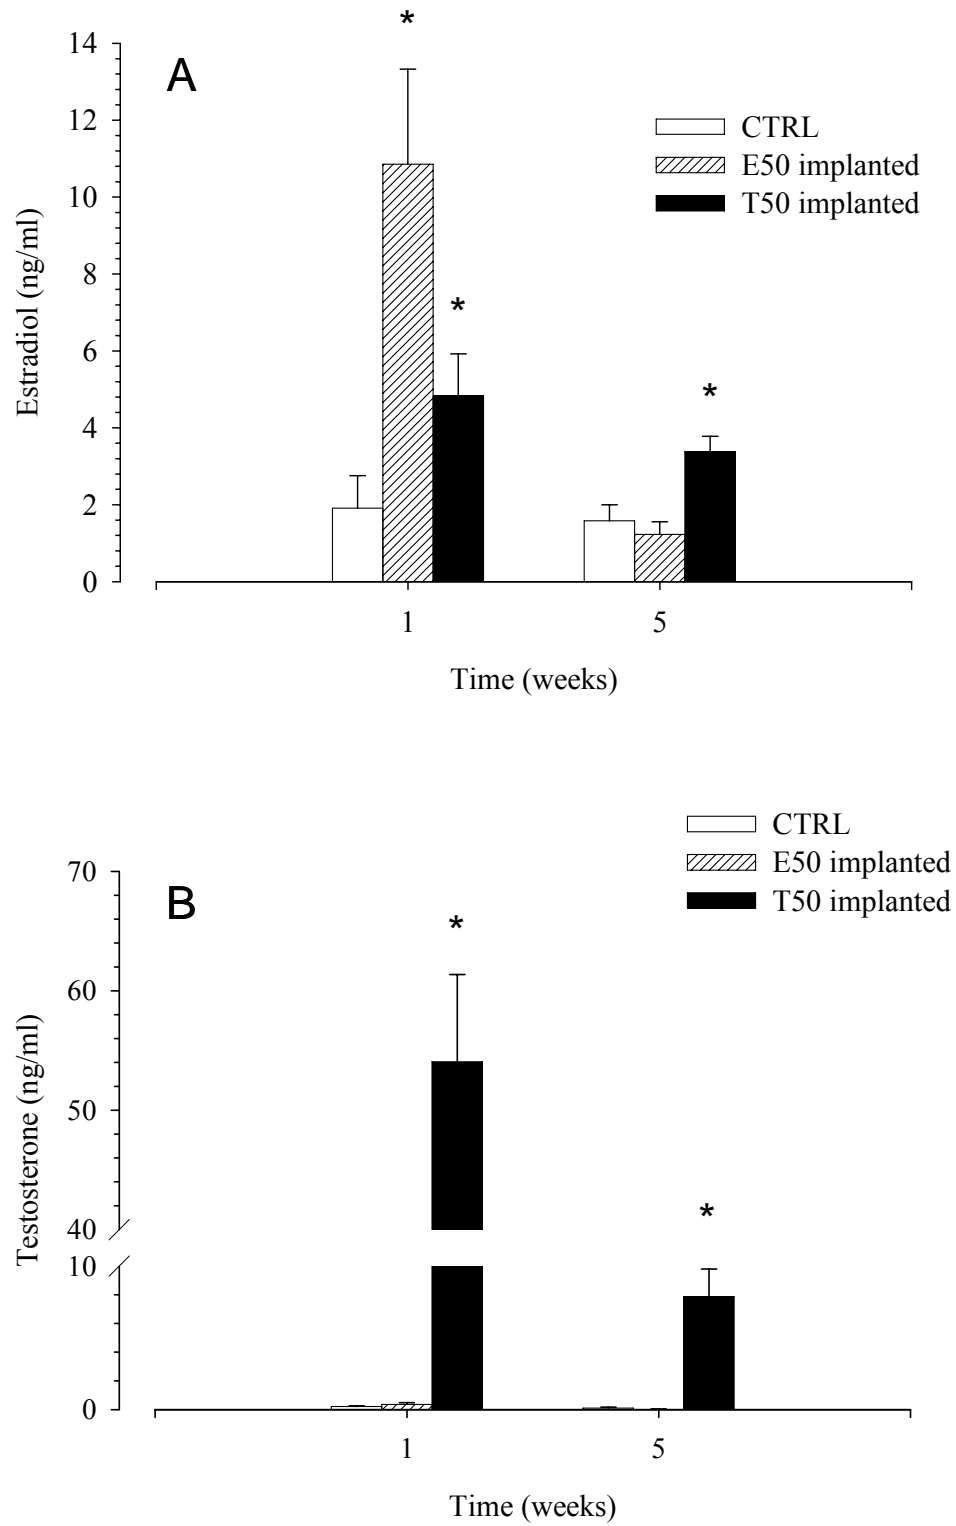 *
14
A
12
CTRL
E50 implanted
10
T50 implanted
8
Estradiol (ng/ml)
*
6
*
4
2
0
1
5
Time (weeks)
CTRL
E50 implanted
T50 implanted
70
B
*
60
Testosterone (ng/ml)
50
*
40
10
0
1
5
Time (weeks)